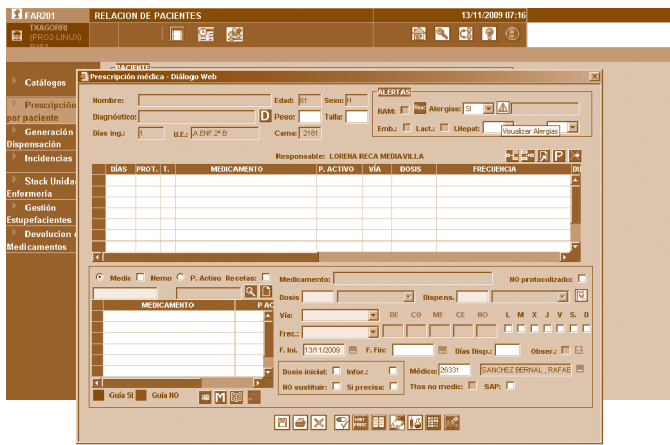 FAR201 RELACION DE PACIENTES 13/11/2009 07:16
TXAGORRI
(PRO2-LINUX)
PACIENTE
Prescripción médica - Diálogo Web
Catálogos
Prescripción
por paciente
Generación
Dispensación
Incidencias
Stock Unida
Enfermería
Gestión
Estupefacientes
Devolucion
Medicamentos
ALERTAS
Nombre: Edad: 61 Sexo: H
RAM: Reac Alergias: SI
Diagnóstico: D Peso: Talla:
Días ing.: 1 U.E.: A.ENF.2ª B Cama: 2181
Emb.: Lact.: I.Hepat:
Visualizar Alergias
Responsable: LORENA RECA MEDIAVILLA P
DÍAS PROT. T. MEDICAMENTO P. ACTIVO VÍA DOSIS FRECUENCIA DU
Medic Nemo P. Activo Recetas:
MEDICAMENTO P AC
Guía SI Guía NO M
Medicamento: NO protocolizado:
Dosis Dispens.
Vía: DE CO ME CE NO L M X J V S. D
Frec.:
F. Ini. 13/11/2009 F. Fin: Días Disp.: Obser.:
Dosis inicial: Infor.: Médico: 26331 SANCHEZ BERNAL , RAFAE
NO sustituir: Si precisa: Ttos no medic: SAP: